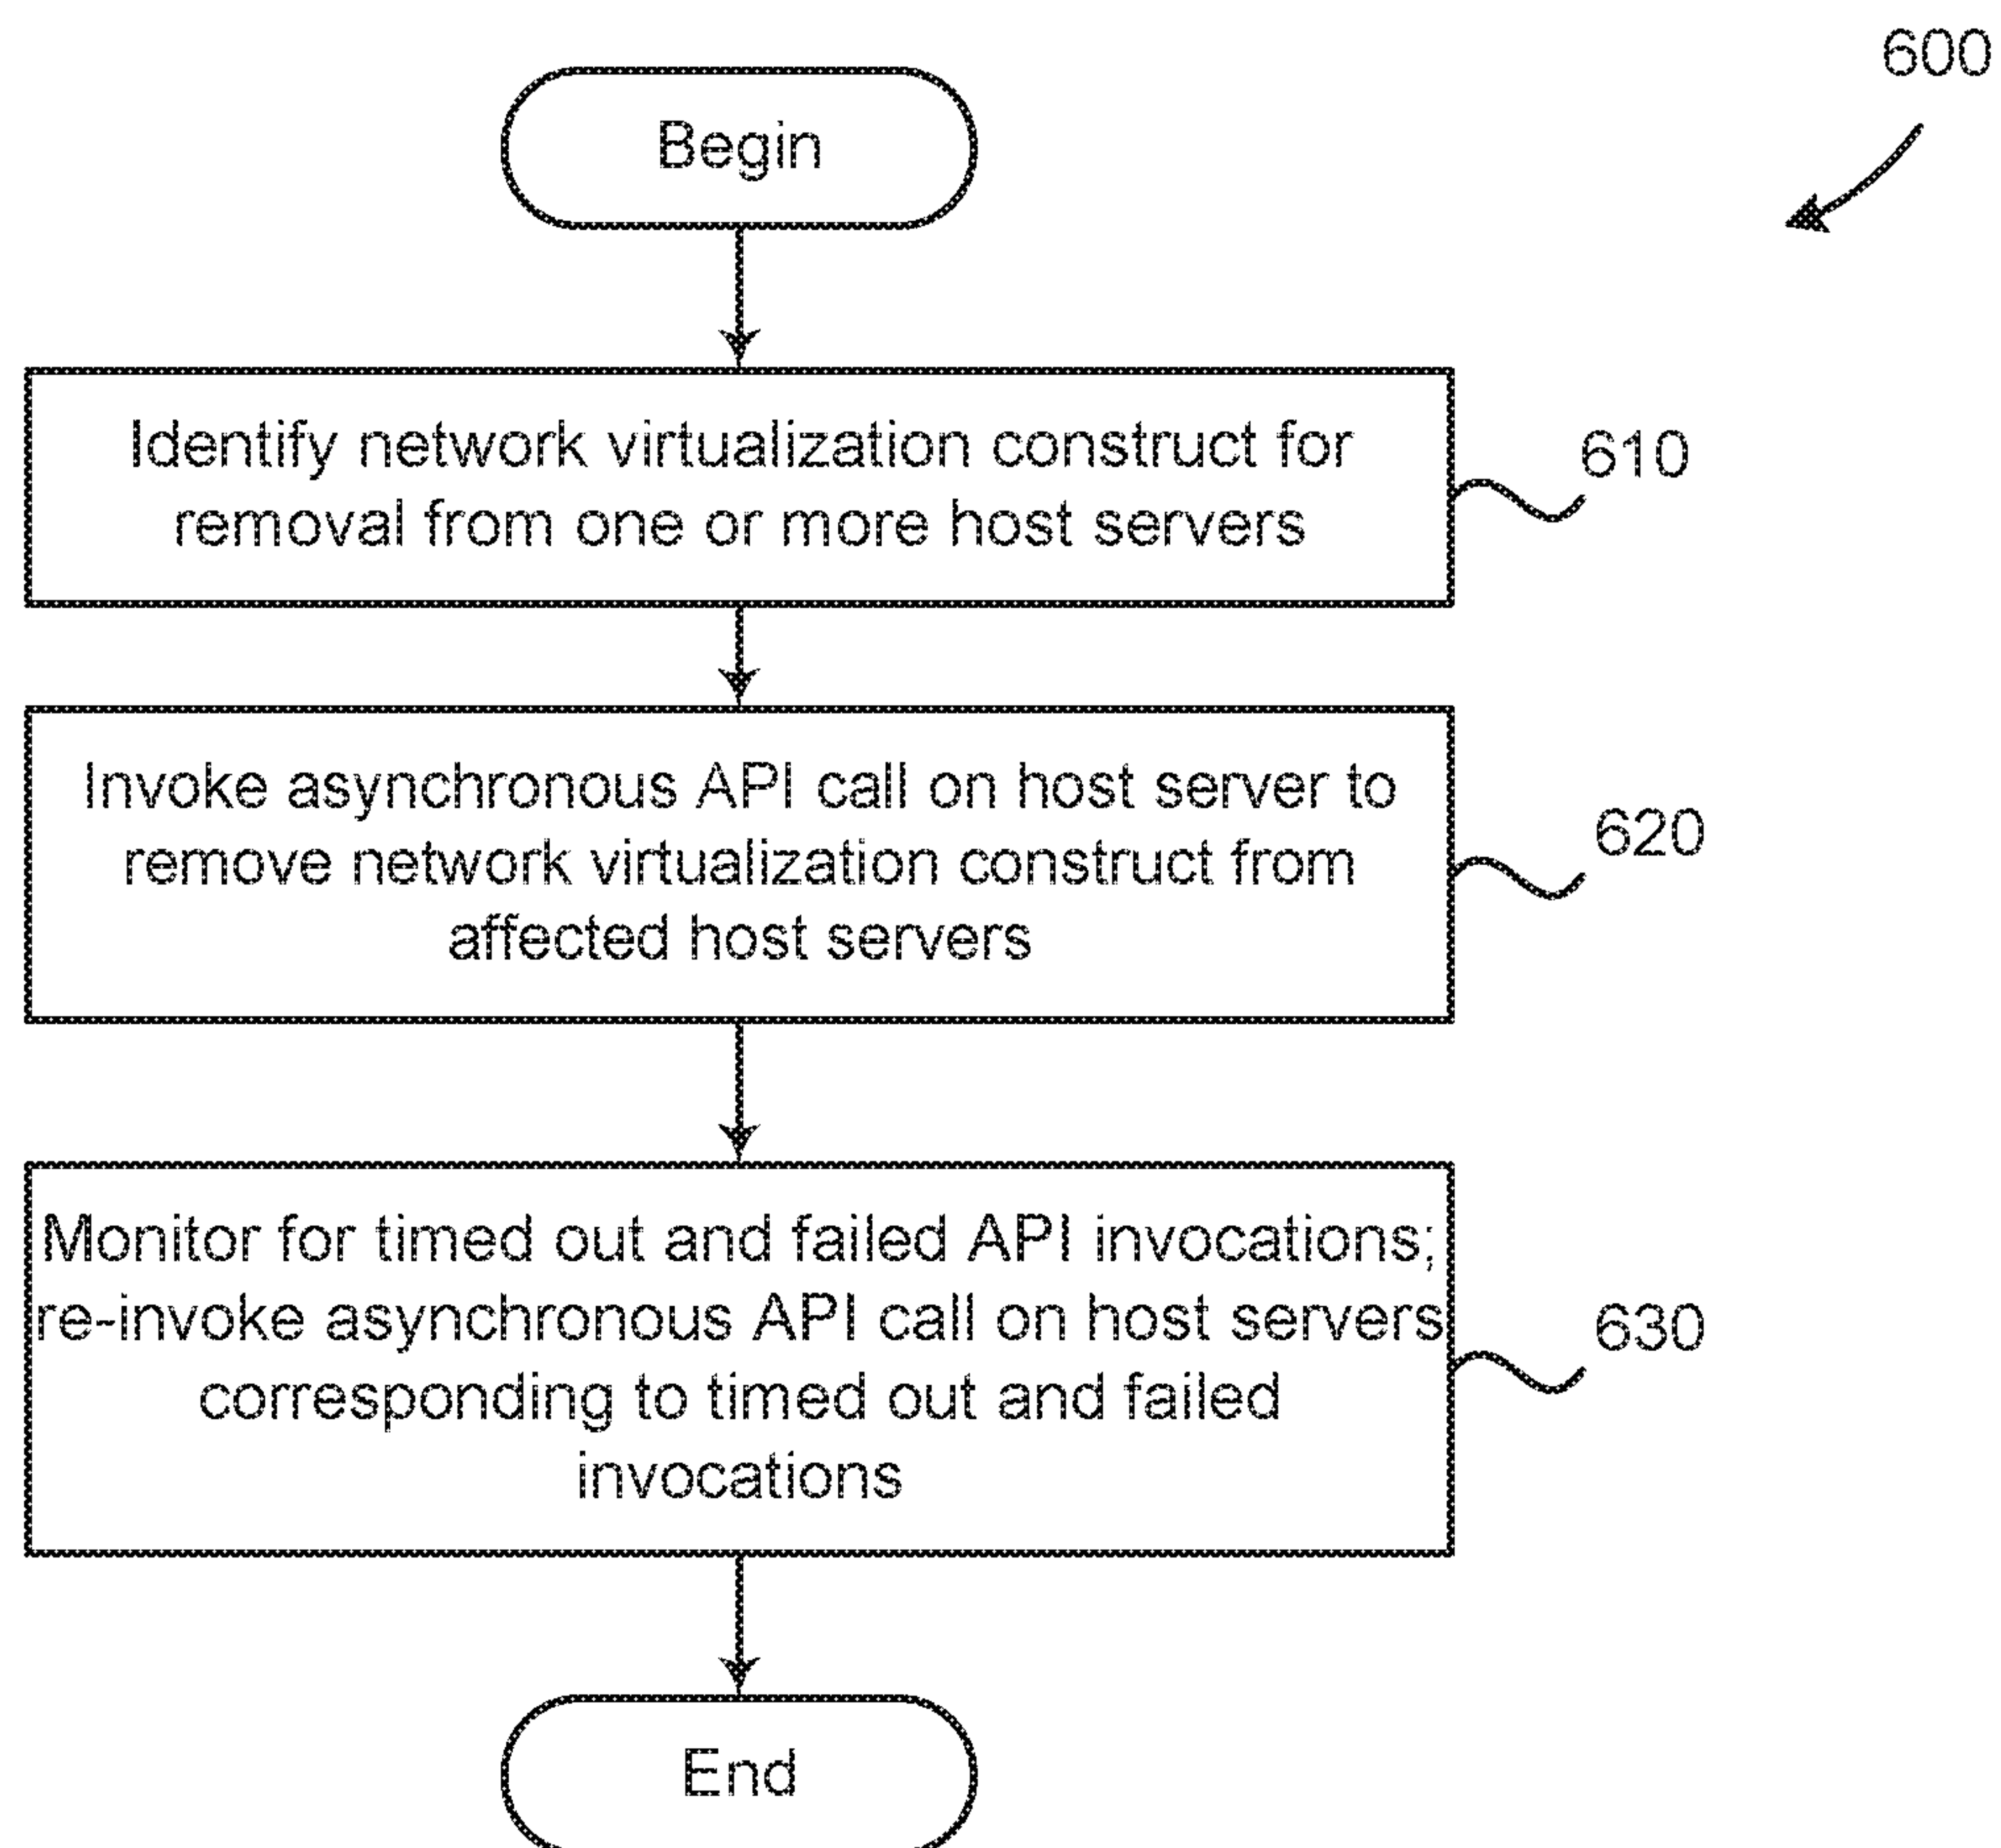 600
Begin
Identify network virtualization construct for
removal from one or more host servers
610
Invoke asynchronous API call on host server to
remove network virtualization construct from
affected host servers
620
Monitor for timed out and failed API invocations;
re-invoke asynchronous API call on host servers
corresponding to timed out and failed
invocations
630
End